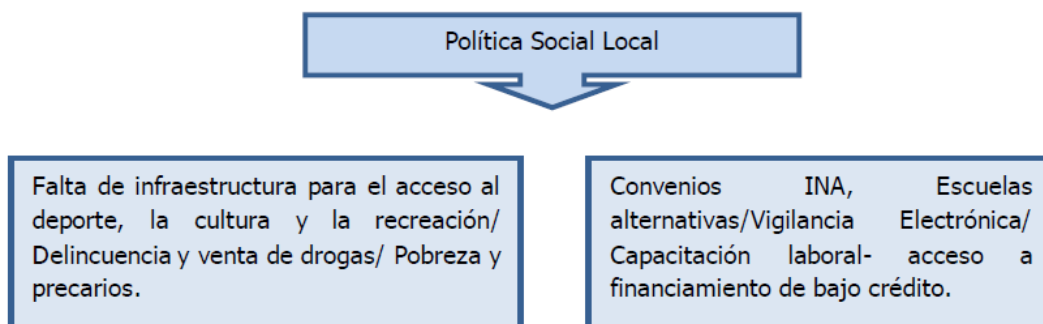 Política Social Local
Falta de infraestructura para el acceso al
deporte, la cultura y la recreación/
Delincuencia y venta de drogas/ Pobreza y
precarios.
Convenios INA, Escuelas
alternativas/Vigilancia Electrónica/
Capacitación laboral- acceso a
financiamiento de bajo crédito.